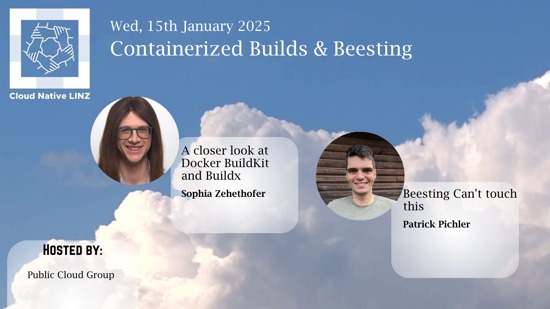 Wed, 15th January 2025
Containerized Builds & Beesting
Cloud Native LINZ
A closer look at
Docker BuildKit
and Buildx
Sophia Zehethofer
Beesting Can't touch
this
Patrick Pichler
HOSTED BY:
Public Cloud Group